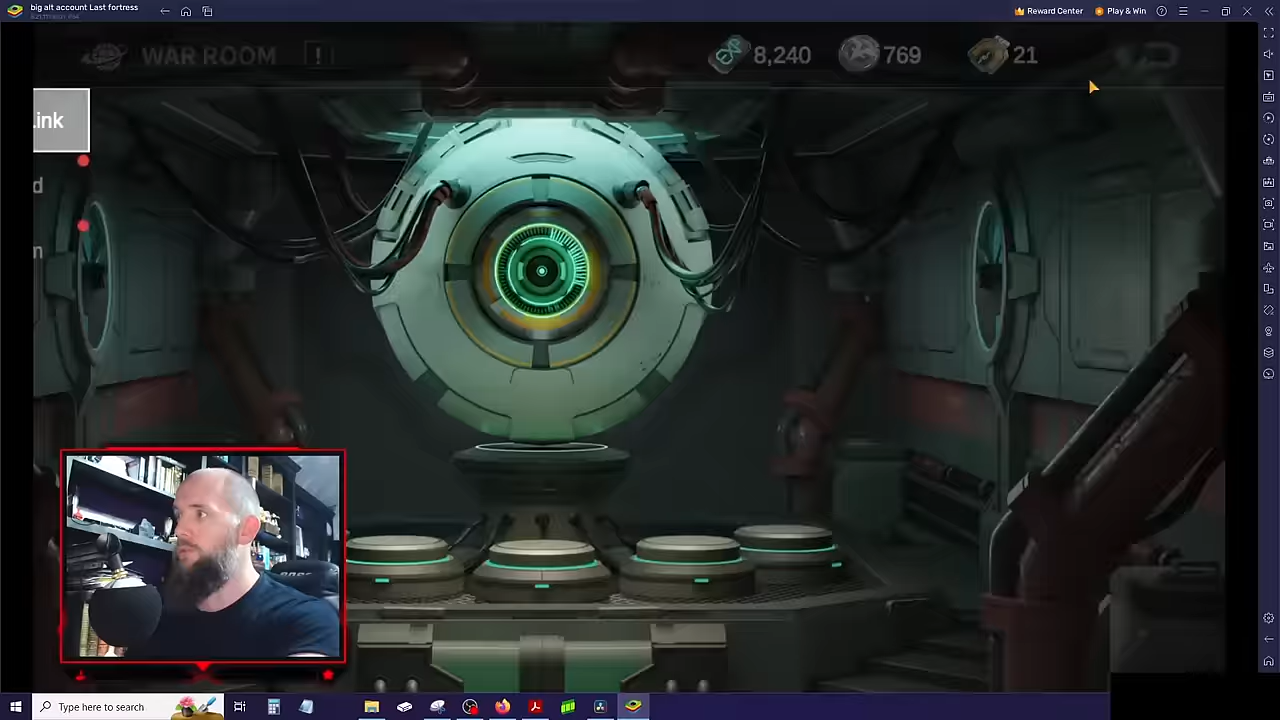 big alt account Last fortress
Reward Center
Play & Win
WAR ROOM
!
8,240
769
21
ink
d
n
Type here to search